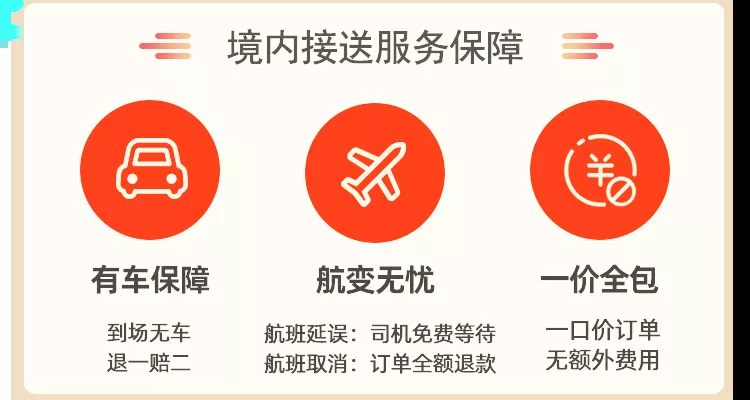 境内接送服务保障
有车保障
航变无忧
一价全包
到场无车
退一赔二
航班延误：司机免费等待
航班取消：订单全额退款
一口价订单
无额外费用